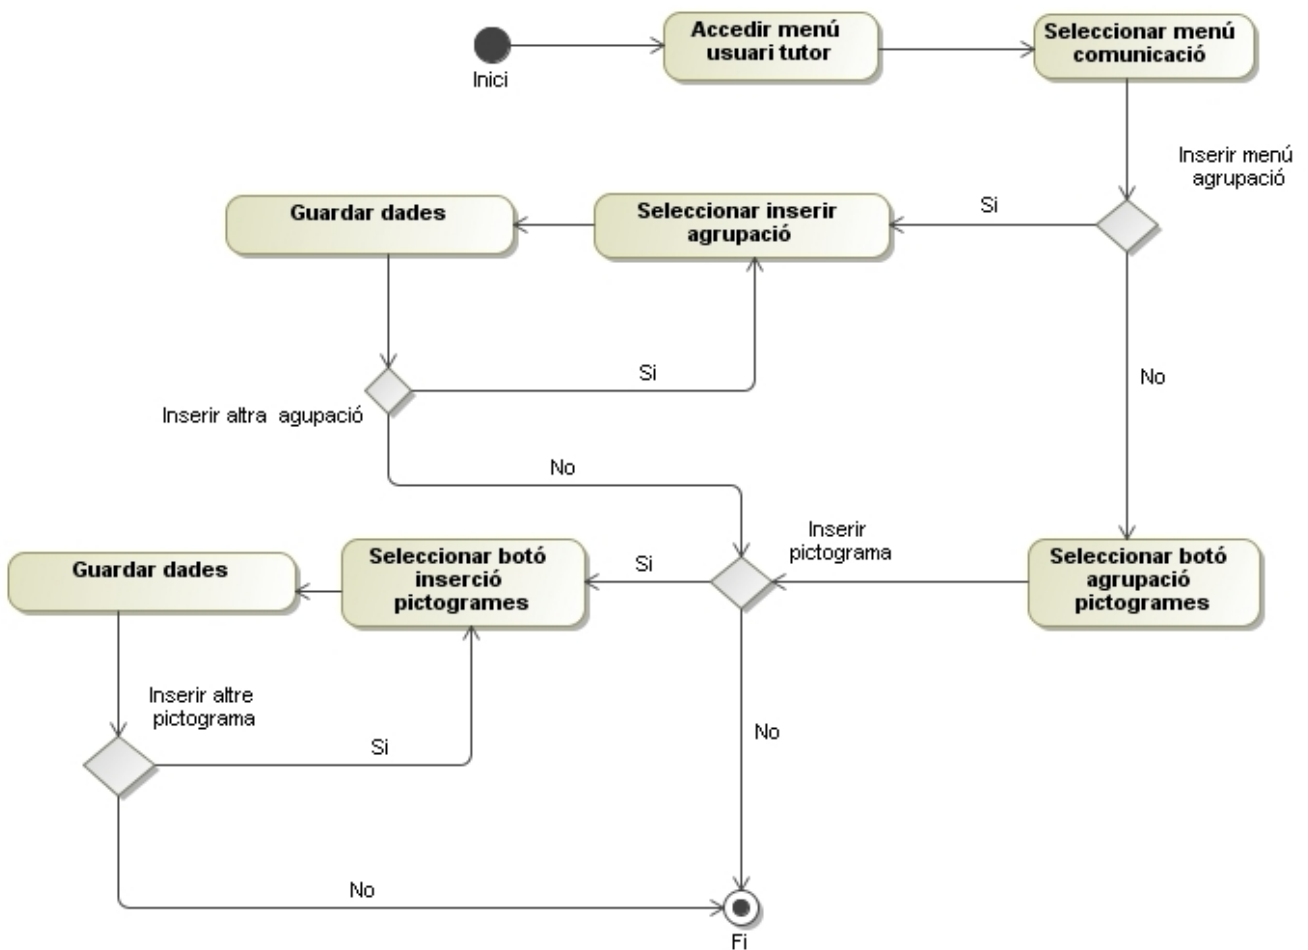 Inici
Accedir menú
usuari tutor
Seleccionar menú
comunicació
Inserir menú
agrupació
Si
Seleccionar inserir
agrupació
Guardar dades
Si
No
Inserir altra  agupació
No
Inserir
pictograma
Seleccionar botó
agrupació
pictogrames
Si
Seleccionar botó
inserció
pictogrames
Guardar dades
Inserir altre
pictograma
Si
No
No
Fi